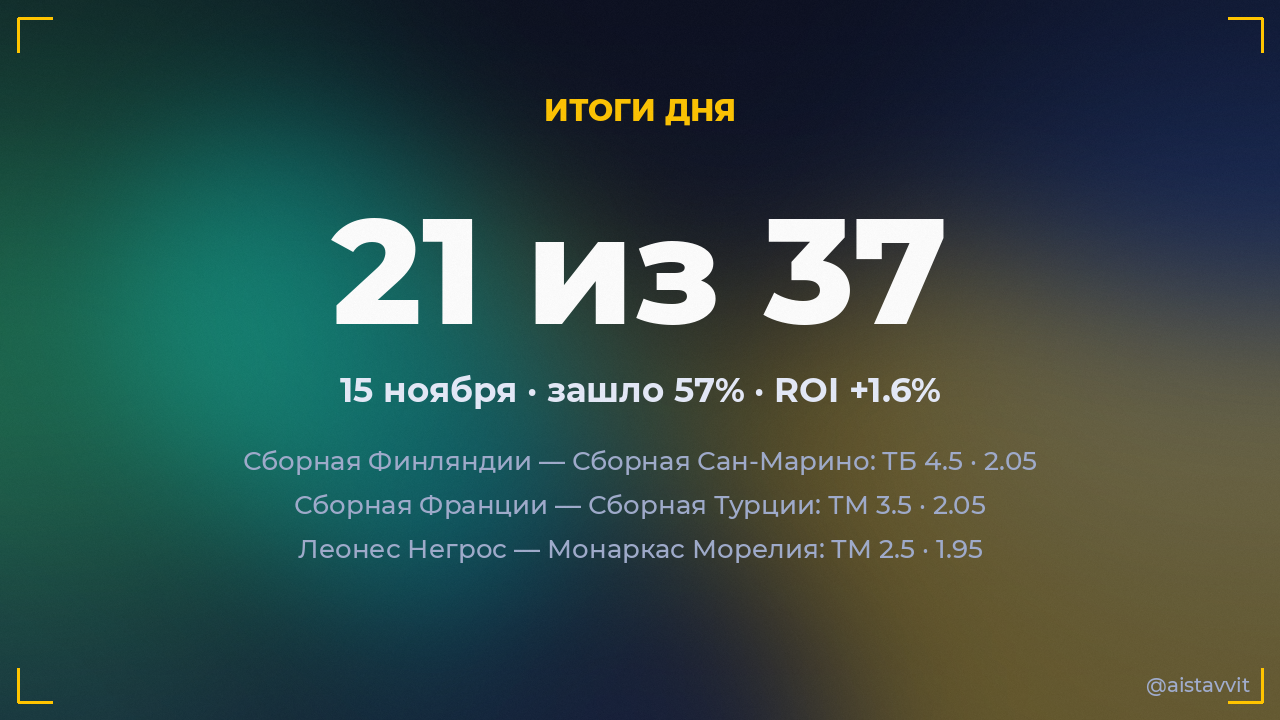 ИТОГИ ДНЯ
21 из 37
15 ноября · зашло 57% · ROI +1.6%
Сборная Финляндии — Сборная Сан-Марино: ТБ 4.5 · 2.05
Сборная Франции — Сборная Турции: ТМ 3.5 · 2.05
Леонес Негрос — Монаркас Морелия: ТМ 2.5 · 1.95
@aistavvit